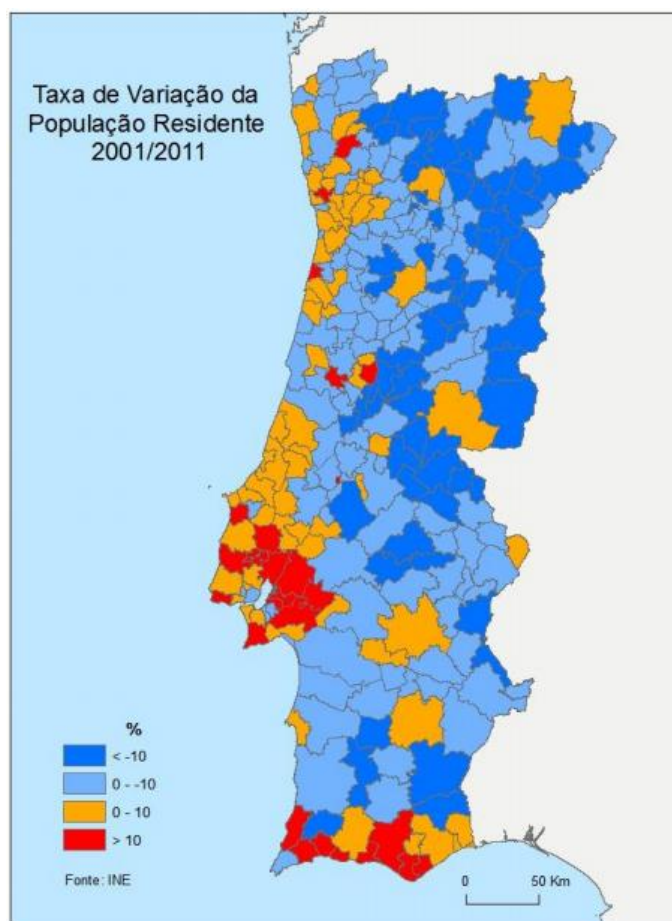 Taxa de Variação da
População Residente
2001/2011
%
< -10
0 - -10
0 - 10
> 10
Fonte: INE
0 50 Km